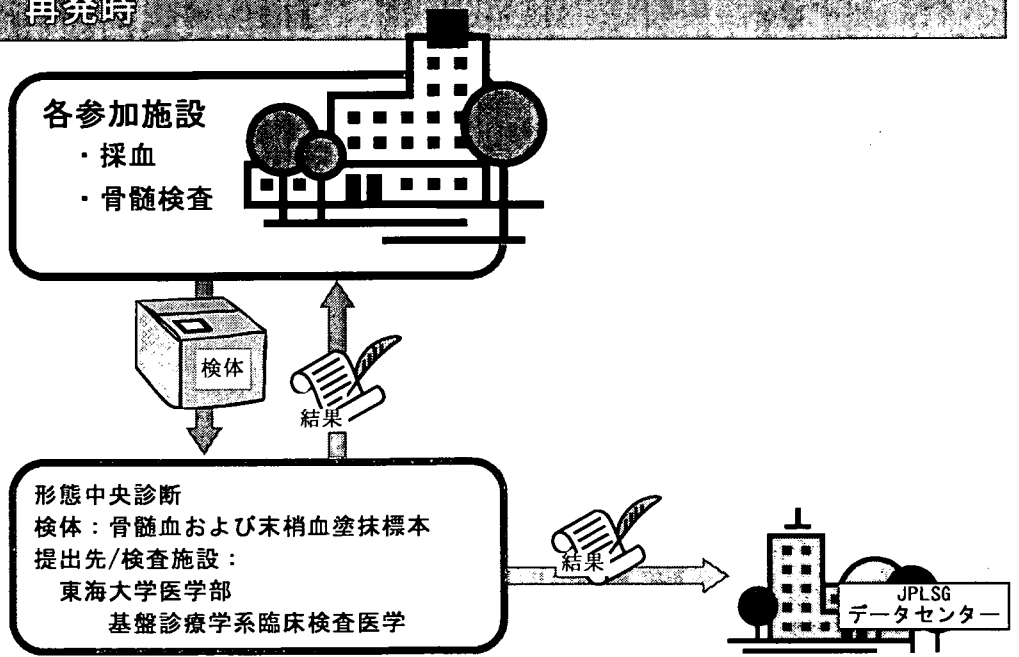 再発時
各参加施設
・採血
・骨髄検査
検体
結果
形態中央診断
検体：骨髄血および末梢血塗抹標本
提出先/検査施設：
東海大学医学部
基盤診療学系臨床検査医学
結果
JPLSG
データセンター